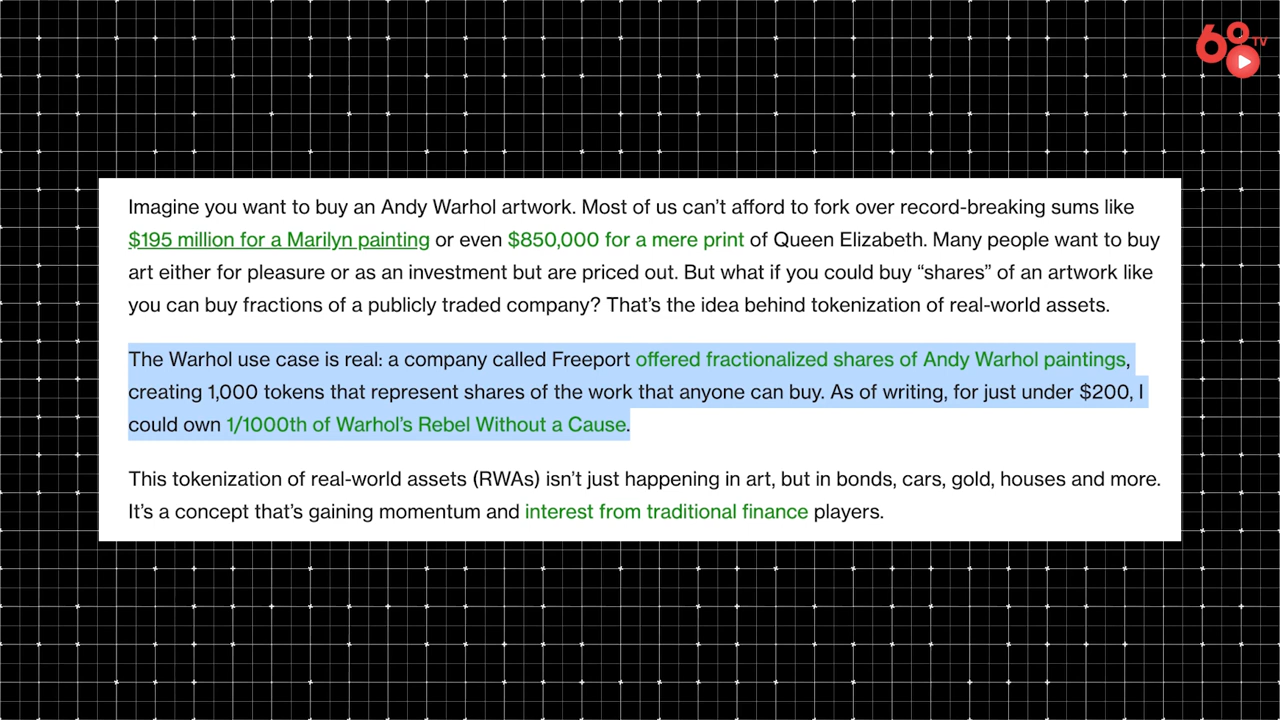 68
TV
Imagine you want to buy an Andy Warhol artwork. Most of us can’t afford to fork over record-breaking sums like
$195 million for a Marilyn painting or even $850,000 for a mere print of Queen Elizabeth. Many people want to buy
art either for pleasure or as an investment but are priced out. But what if you could buy “shares” of an artwork like
you can buy fractions of a publicly traded company? That’s the idea behind tokenization of real-world assets.
The Warhol use case is real: a company called Freeport offered fractionalized shares of Andy Warhol paintings,
creating 1,000 tokens that represent shares of the work that anyone can buy. As of writing, for just under $200, I
could own 1/1000th of Warhol’s Rebel Without a Cause.
This tokenization of real-world assets (RWAs) isn’t just happening in art, but in bonds, cars, gold, houses and more.
It’s a concept that’s gaining momentum and interest from traditional finance players.